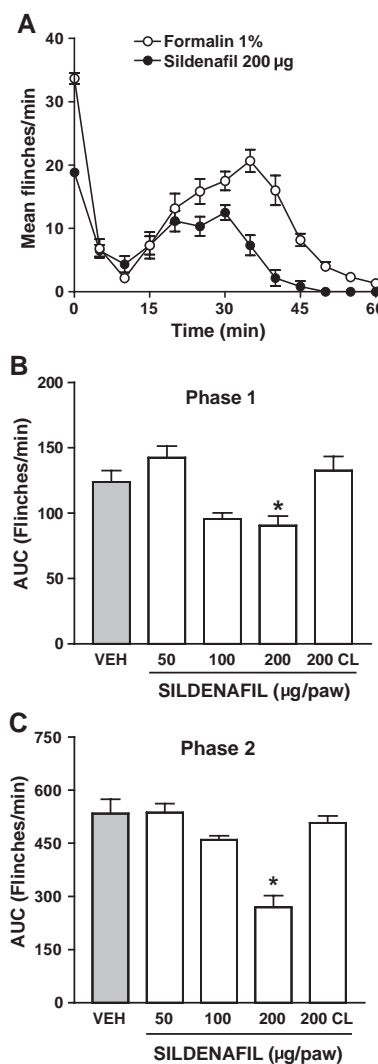 A
Formalin 1%
Sildenafil 200 µg
40
30
20
10
0
Mean flinches/min
0 15 30 45 60
Time (min)
B
Phase 1
200
150
100
50
0
AUC (Flinches/min)
VEH 50 100 200 200 CL
*
SILDENAFIL (µg/paw)
C
Phase 2
750
600
450
300
150
0
AUC (Flinches/min)
*
VEH 50 100 200 200 CL
SILDENAFIL (µg/paw)